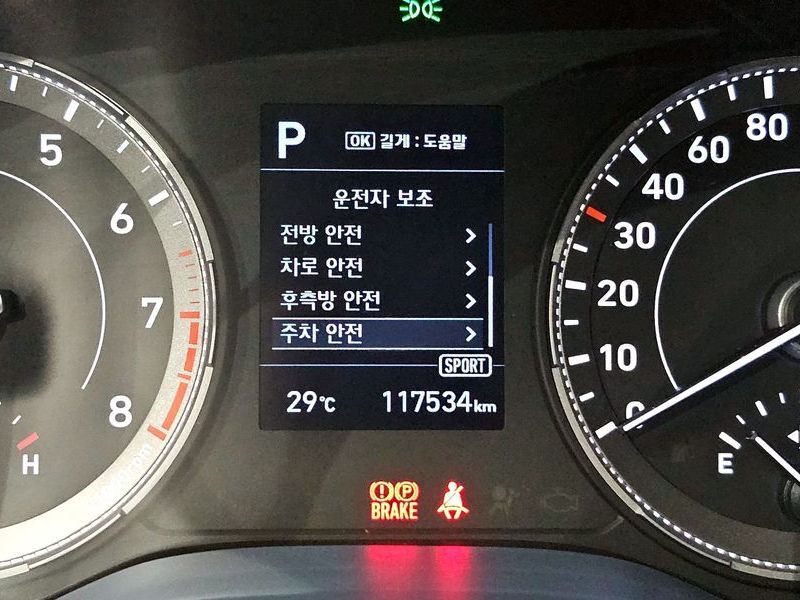 P
OK 길게 : 도움말
운전자 보조
전방 안전
차로 안전
후측방 안전
주차 안전
SPORT
29℃ 117534km
5
6
7
8
H
80
60
40
30
20
10
0
E
P
BRAKE